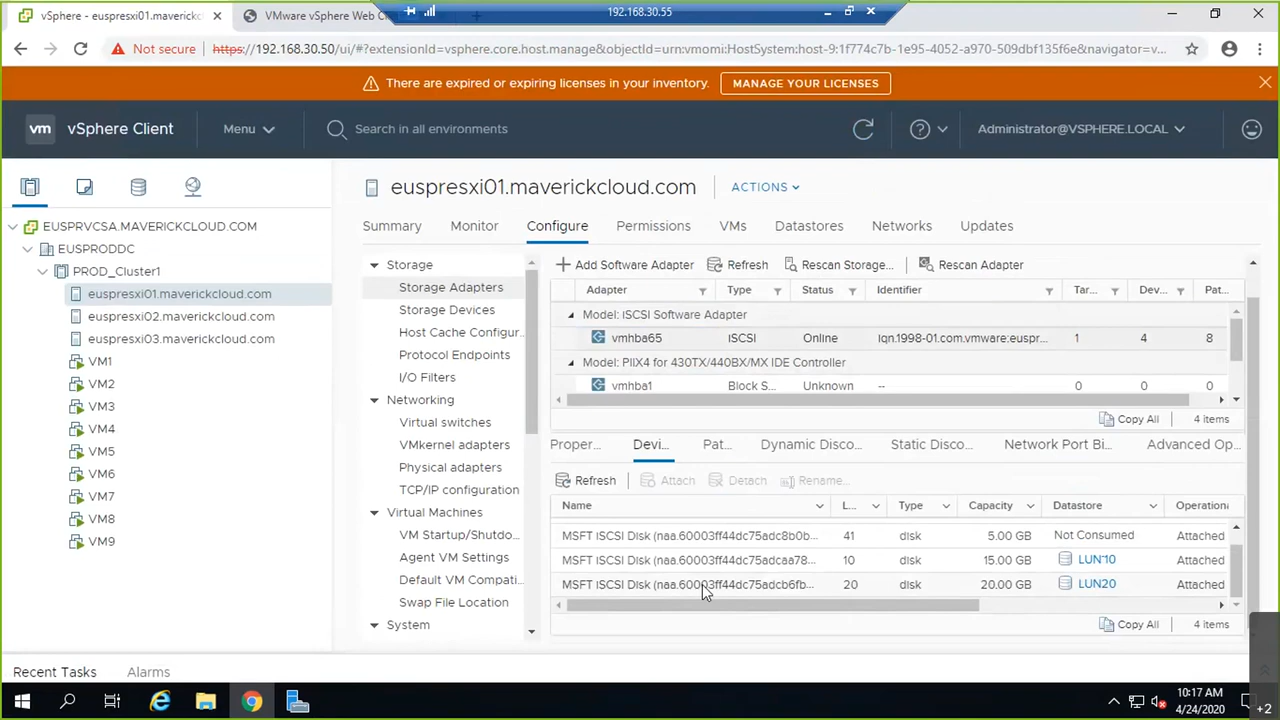 vSphere - euspresxi01.mavericckcloud.
VMware vSphere Web Cli
192.168.30.55
Not secure
https://192.168.30.50/ui/#?extensionId=vsphere.core.host.manage&objectId=urn:vmomi:HostSystem:host-9:1f774c7b-1e95-4052-a970-509dbf135f6e&navigator=v...
There are expired or expiring licenses in your inventory. MANAGE YOUR LICENSES
vm vSphere Client Menu Search in all environments Administrator@VSPHERE.LOCAL
EUSPRVCSA.MAVERICKCLOUD.COM
EUSPRODDC
PROD_Cluster1
euspresxi01.maverickcloud.com
euspresxi02.maverickcloud.com
euspresxi03.maverickcloud.com
VM1
VM2
VM3
VM4
VM5
VM6
VM7
VM8
VM9
euspresxi01.maverickcloud.com ACTIONS
Summary Monitor Configure Permissions VMs Datastores Networks Updates
Storage
Storage Adapters
Storage Devices
Host Cache Configur...
Protocol Endpoints
I/O Filters
Networking
Virtual switches
VMkernel adapters
Physical adapters
TCP/IP configuration
Virtual Machines
VM Startup/Shutdo...
Agent VM Settings
Default VM Compati...
Swap File Location
System
Add Software Adapter Refresh Rescan Storage... Rescan Adapter
Adapter Type Status Identifier Tar... Dev... Pat...
Model: iSCSI Software Adapter
vmhba65 iSCSI Online iqn.1998-01.com.vmware:euspr... 1 4 8
Model: PIIX4 for 430TX/440BX/MX IDE Controller
vmhba1 Block S... Unknown -- 0 0 0
Copy All 4 items
Proper... Devi... Pat... Dynamic Disco... Static Disco... Network Port Bi... Advanced Op...
Refresh Attach Detach Rename...
Name L... Type Capacity Datastore Operationa
MSFT iSCSI Disk (naa.60003ff44dc75adc8b0b... 41 disk 5.00 GB Not Consumed Attached
MSFT iSCSI Disk (naa.60003ff44dc75adcaa78... 10 disk 15.00 GB LUN10 Attached
MSFT iSCSI Disk (naa.60003ff44dc75adcb6fb... 20 disk 20.00 GB LUN20 Attached
Copy All 4 items
Recent Tasks Alarms
10:17 AM
4/24/2020
+2